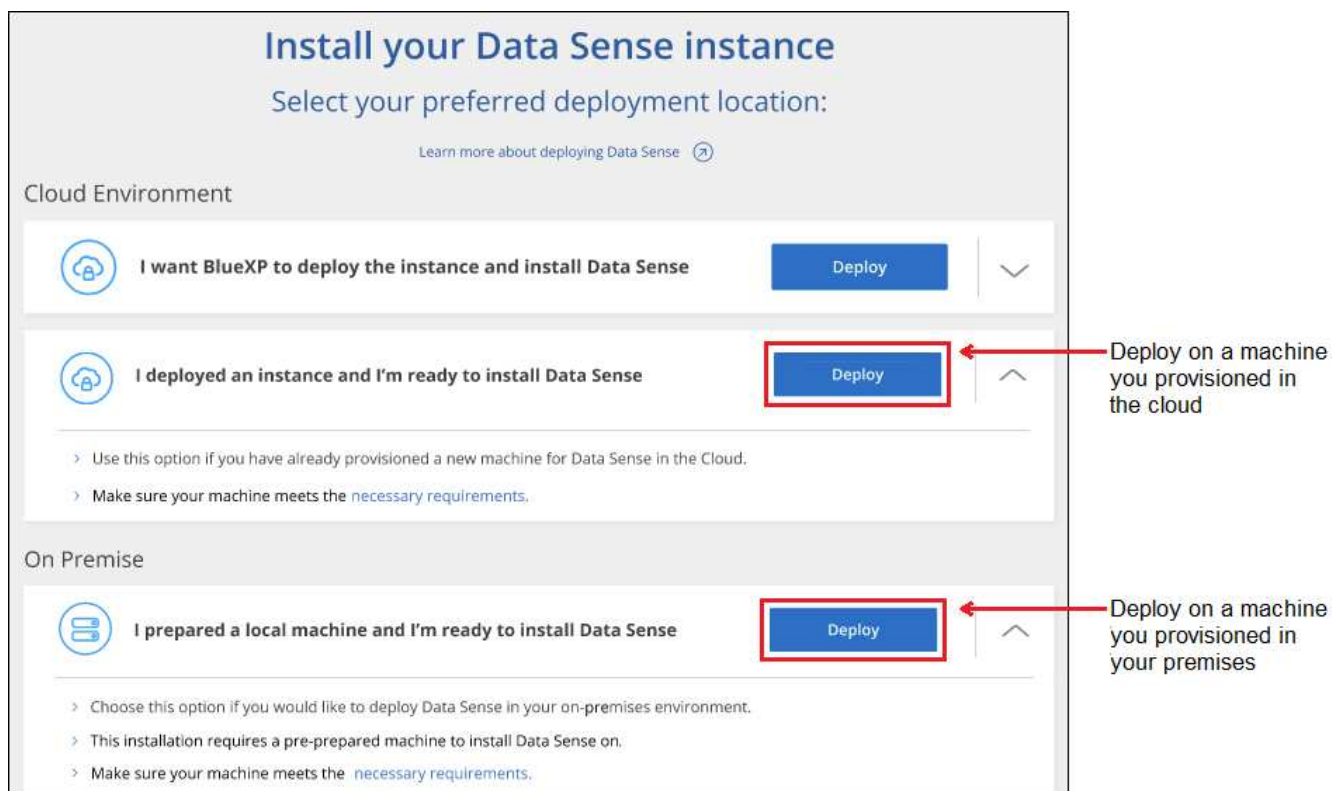 Install your Data Sense instance
Select your preferred deployment location:
Learn more about deploying Data Sense
Cloud Environment
I want BlueXP to deploy the instance and install Data Sense
Deploy
I deployed an instance and I'm ready to install Data Sense
Deploy
Deploy on a machine
you provisioned in
the cloud
> Use this option if you have already provisioned a new machine for Data Sense in the Cloud.
> Make sure your machine meets the necessary requirements.
On Premise
I prepared a local machine and I'm ready to install Data Sense
Deploy
Deploy on a machine
you provisioned in
your premises
> Choose this option if you would like to deploy Data Sense in your on-premises environment.
> This installation requires a pre-prepared machine to install Data Sense on.
> Make sure your machine meets the necessary requirements.